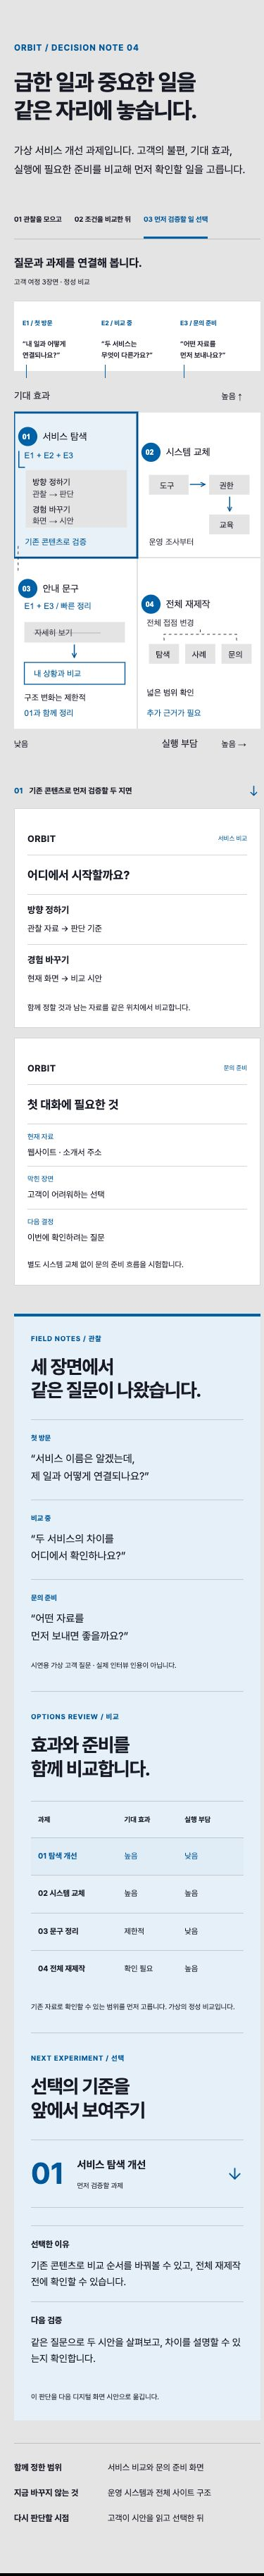 ORBIT / DECISION NOTE 04
급한 일과 중요한 일을
같은 자리에 놓습니다.
가상 서비스 개선 과제입니다. 고객의 불편, 기대 효과,
실행에 필요한 준비를 비교해 먼저 확인할 일을 고릅니다.
01 관찰을 모으고 02 조건을 비교한 뒤 03 먼저 검증할 일 선택
질문과 과제를 연결해 봅니다.
고객 여정 3장면 · 정성 비교
E1 / 첫 방문
“내 일과 어떻게
연결되나요?”
E2 / 비교 중
“두 서비스는
무엇이 다른가요?”
E3 / 문의 준비
“어떤 자료를
먼저 보내나요?”
기대 효과
높음 ↑
01 서비스 탐색
E1 + E2 + E3
방향 정하기
관찰 → 판단
경험 바꾸기
화면 → 시안
기존 콘텐츠로 검증
02 시스템 교체
도구 → 권한
↓
교육
운영 조사부터
03 안내 문구
E1 + E3 / 빠른 정리
자세히 보기
↓
내 상황과 비교
구조 변화는 제한적
01과 함께 정리
04 전체 재제작
전체 접점 변경
탐색 사례 문의
넓은 범위 확인
추가 근거가 필요
낮음
실행 부담
높음 →
01 기존 콘텐츠로 먼저 검증할 두 지면 ↓
ORBIT
서비스 비교
어디에서 시작할까요?
방향 정하기
관찰 자료 → 판단 기준
경험 바꾸기
현재 화면 → 비교 시안
함께 정할 것과 남는 자료를 같은 위치에서 비교합니다.
ORBIT
문의 준비
첫 대화에 필요한 것
현재 자료
웹사이트 · 소개서 주소
막힌 장면
고객이 어려워하는 선택
다음 결정
이번에 확인하려는 질문
별도 시스템 교체 없이 문의 준비 흐름을 시험합니다.
FIELD NOTES / 관찰
세 장면에서
같은 질문이 나왔습니다.
첫 방문
“서비스 이름은 알겠는데,
제 일과 어떻게 연결되나요?”
비교 중
“두 서비스의 차이를
어디에서 확인하나요?”
문의 준비
“어떤 자료를
먼저 보내면 좋을까요?”
시연용 가상 고객 질문 · 실제 인터뷰 인용이 아닙니다.
OPTIONS REVIEW / 비교
효과와 준비를
함께 비교합니다.
과제 기대 효과 실행 부담
01 탐색 개선 높음 낮음
02 시스템 교체 높음 높음
03 문구 정리 제한적 낮음
04 전체 재제작 확인 필요 높음
기존 자료로 확인할 수 있는 범위를 먼저 고릅니다. 가상의 정성 비교입니다.
NEXT EXPERIMENT / 선택
선택의 기준을
앞에서 보여주기
01 서비스 탐색 개선 ↓
먼저 검증할 과제
선택한 이유
기존 콘텐츠로 비교 순서를 바꿔볼 수 있고, 전체 재제작
전에 확인할 수 있습니다.
다음 검증
같은 질문으로 두 시안을 살펴보고, 차이를 설명할 수 있
는지 확인합니다.
이 판단을 다음 디지털 화면 시안으로 옮깁니다.
함께 정한 범위 서비스 비교와 문의 준비 화면
지금 바꾸지 않는 것 운영 시스템과 전체 사이트 구조
다시 판단할 시점 고객이 시안을 읽고 선택한 뒤